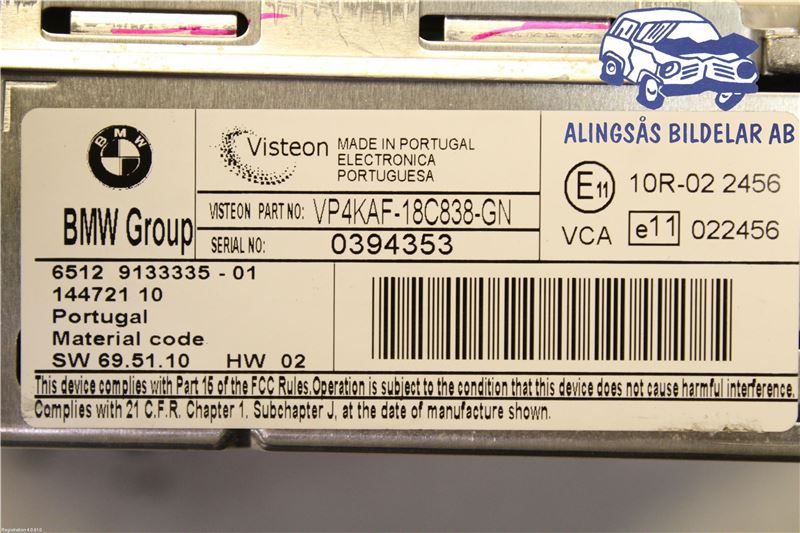 ALINGSÅS BILDELAR AB
BMW
BMW Group
Visteon
MADE IN PORTUGAL
ELECTRONICA
PORTUGUESA
VISTEON PART NO: VP4KAF-18C838-GN
SERIAL NO: 0394353
E11 10R-02 2456
VCA e11 022456
6512 9133335 - 01
144721 10
Portugal
Material code
SW 69.51.10 HW 02
This device complies with Part 15 of the FCC Rules.Operation is subject to the condition that this device does not cause harmful interference.
Complies with 21 C.F.R. Chapter 1, Subchapter J, at the date of manufacture shown.